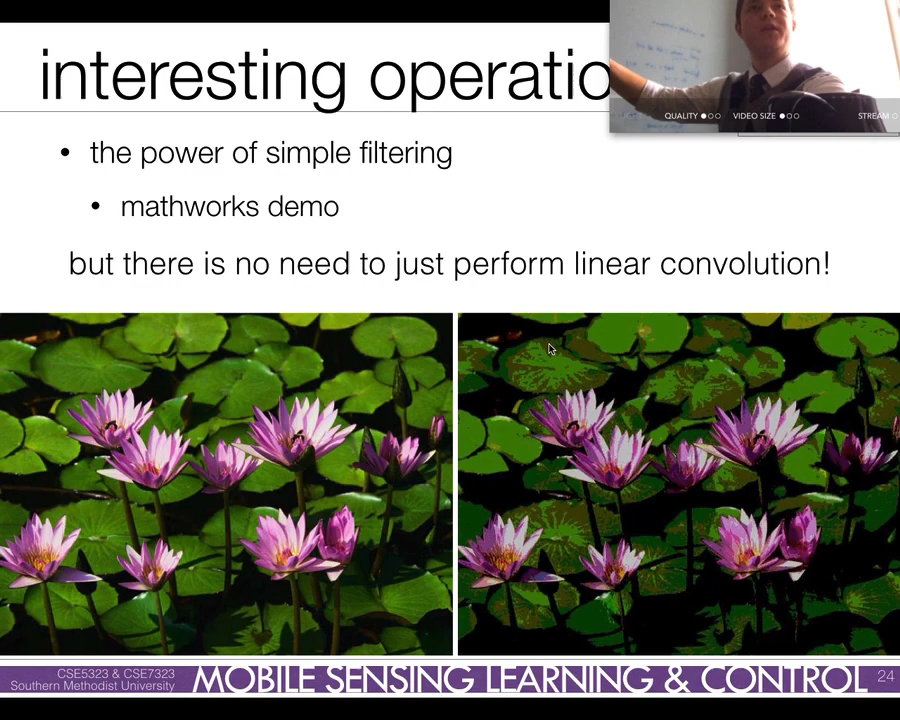 interesting operatio
QUALITY VIDEO SIZE STREAM
• the power of simple filtering
• mathworks demo
but there is no need to just perform linear convolution!
CSE5323 & CSE7323
Southern Methodist University
MOBILE SENSING LEARNING & CONTROL
24